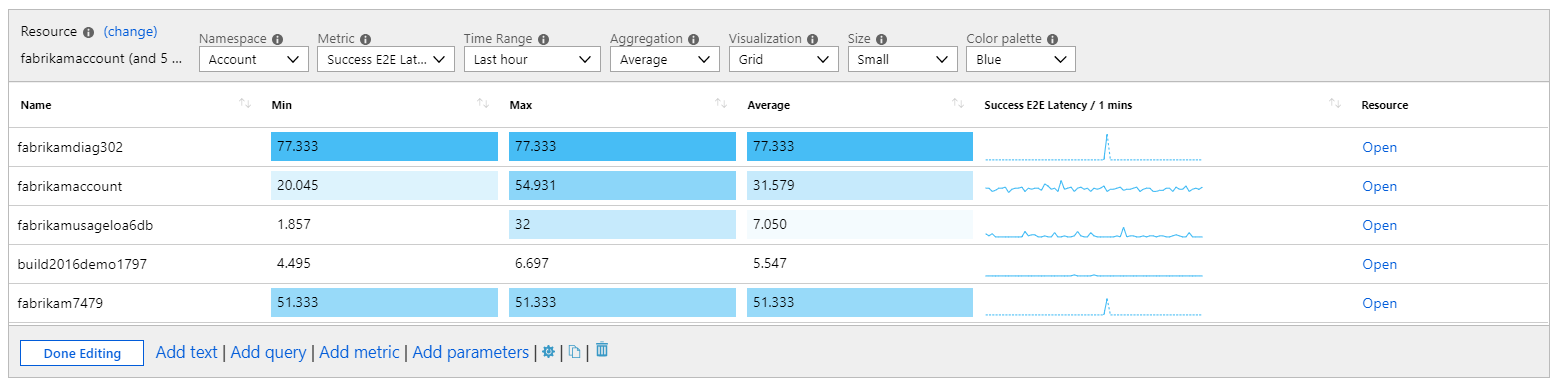 Resource (change)
fabrikamaccount (and 5 ...
Namespace
Account
Metric
Success E2E Lat...
Time Range
Last hour
Aggregation
Average
Visualization
Grid
Size
Small
Color palette
Blue
Name Min Max Average Success E2E Latency / 1 mins Resource
fabrikamdiag302 77.333 77.333 77.333 Open
fabrikamaccount 20.045 54.931 31.579 Open
fabrikamusageloa6db 1.857 32 7.050 Open
build2016demo1797 4.495 6.697 5.547 Open
fabrikam7479 51.333 51.333 51.333 Open
Done Editing Add text | Add query | Add metric | Add parameters | | |